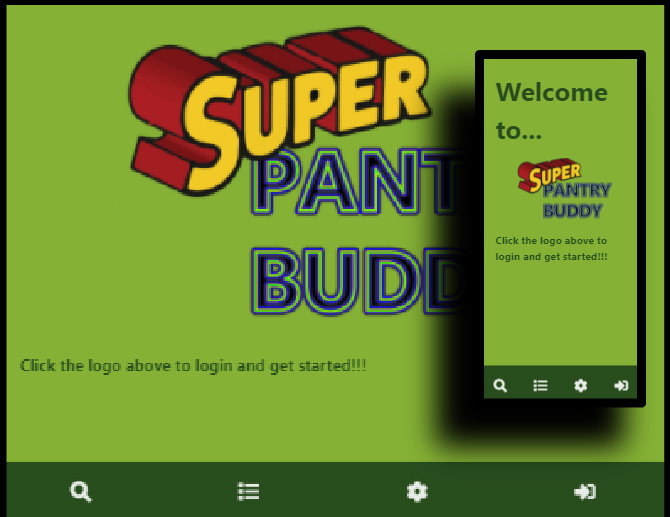 SUPER
PANT
BUDD
Click the logo above to login and get started!!!
Welcome
to...
SUPER
PANTRY
BUDDY
Click the logo above to
login and get started!!!